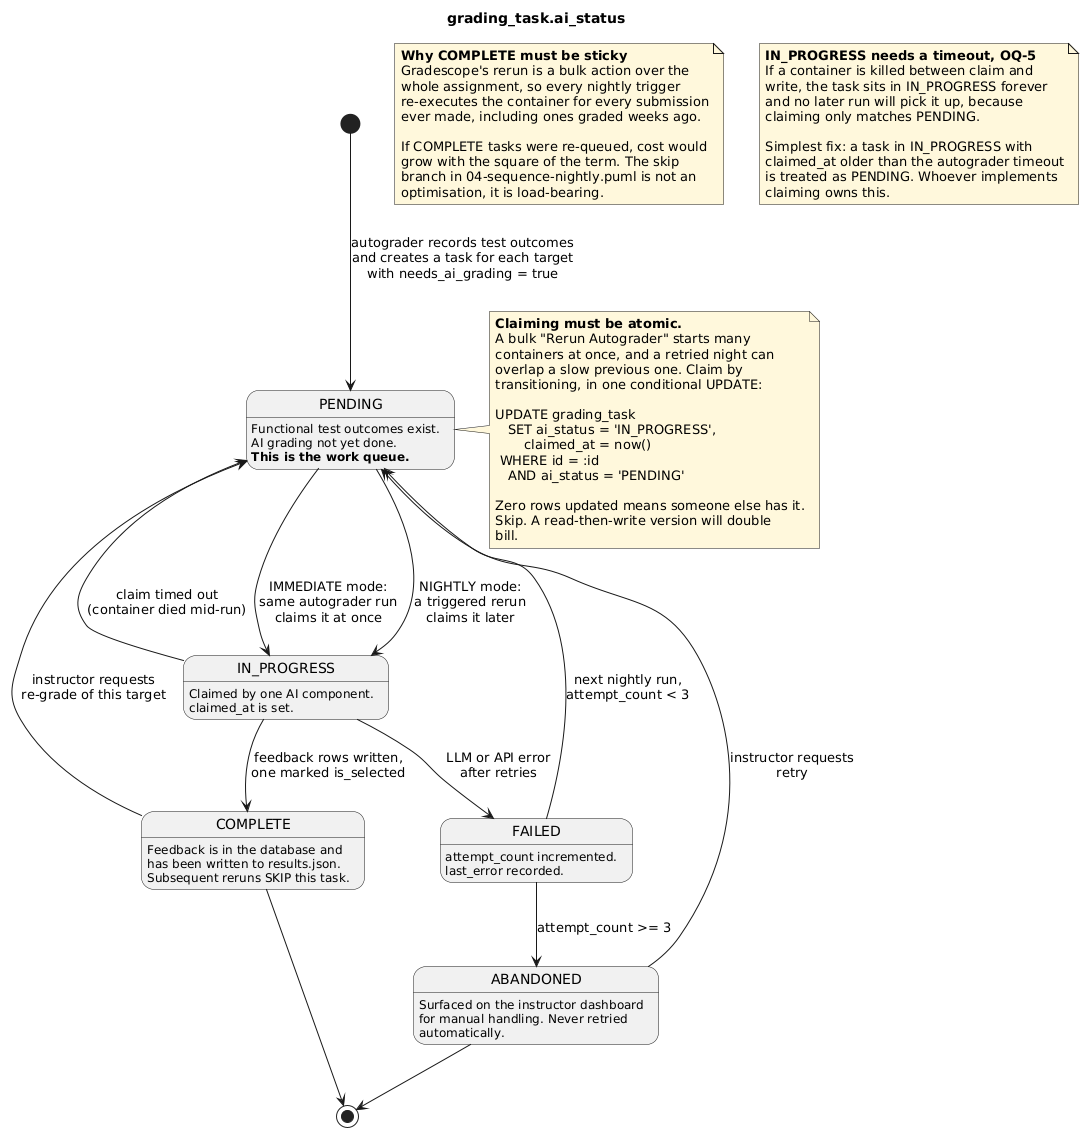 grading_task.ai_status
Why COMPLETE must be sticky
Gradescope's rerun is a bulk action over the
whole assignment, so every nightly trigger
re-executes the container for every submission
ever made, including ones graded weeks ago.
If COMPLETE tasks were re-queued, cost would
grow with the square of the term. The skip
branch in 04-sequence-nightly.puml is not an
optimisation, it is load-bearing.
IN_PROGRESS needs a timeout, OQ-5
If a container is killed between claim and
write, the task sits in IN_PROGRESS forever
and no later run will pick it up, because
claiming only matches PENDING.
Simplest fix: a task in IN_PROGRESS with
claimed_at older than the autograder timeout
is treated as PENDING. Whoever implements
claiming owns this.
autograder records test outcomes
and creates a task for each target
with needs_ai_grading = true
Claiming must be atomic.
A bulk "Rerun Autograder" starts many
containers at once, and a retried night can
overlap a slow previous one. Claim by
transitioning, in one conditional UPDATE:
UPDATE grading_task
SET ai_status = 'IN_PROGRESS',
claimed_at = now()
WHERE id = :id
AND ai_status = 'PENDING'
Zero rows updated means someone else has it.
Skip. A read-then-write version will double
bill.
PENDING
Functional test outcomes exist.
AI grading not yet done.
This is the work queue.
claim timed out
(container died mid-run)
IMMEDIATE mode:
same autograder run
claims it at once
NIGHTLY mode:
a triggered rerun
claims it later
instructor requests
re-grade of this target
IN_PROGRESS
Claimed by one AI component.
claimed_at is set.
next nightly run,
attempt_count < 3
feedback rows written,
one marked is_selected
LLM or API error
after retries
instructor requests
retry
COMPLETE
Feedback is in the database and
has been written to results.json.
Subsequent reruns SKIP this task.
FAILED
attempt_count incremented.
last_error recorded.
attempt_count >= 3
ABANDONED
Surfaced on the instructor dashboard
for manual handling. Never retried
automatically.